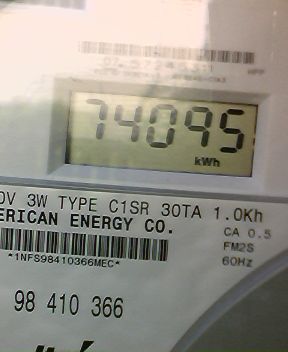 74095
kWh
0V 3W TYPE C1SR 30TA 1.0Kh
ERICAN ENERGY CO.
CA 0.5
FM2S
*1NFS98410366MEC*
60Hz
98 410 366